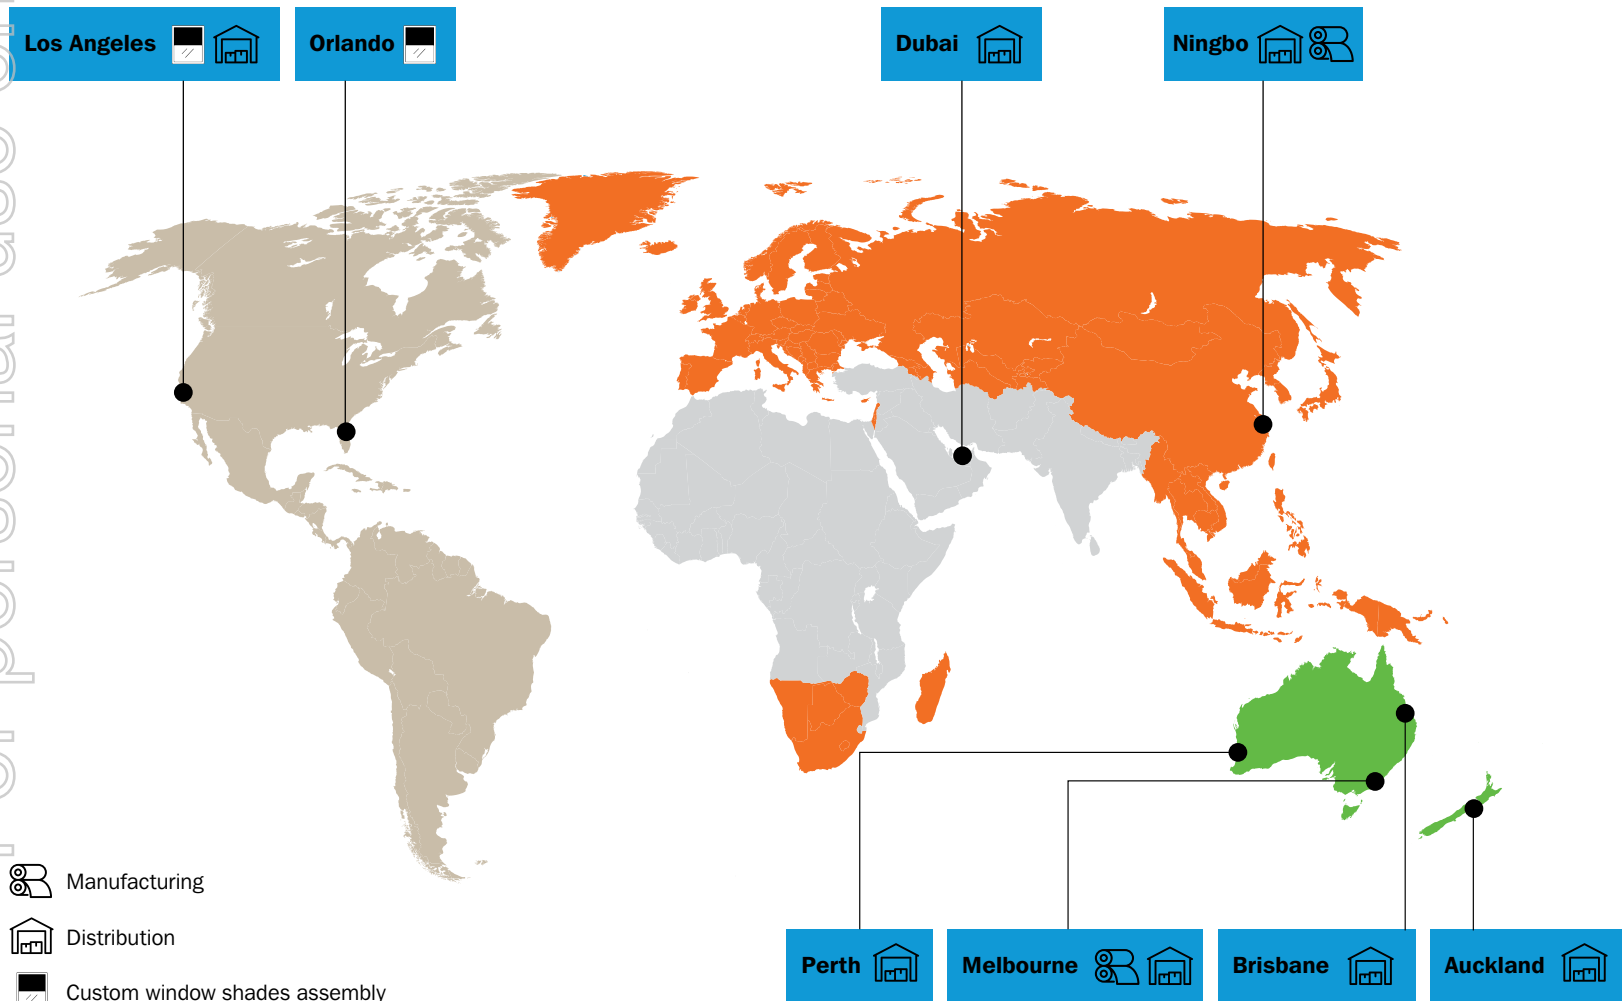 Los Angeles
Orlando
Dubai
Ningbo
Manufacturing
Distribution
Custom window shades assembly
Perth
Melbourne
Brisbane
Auckland